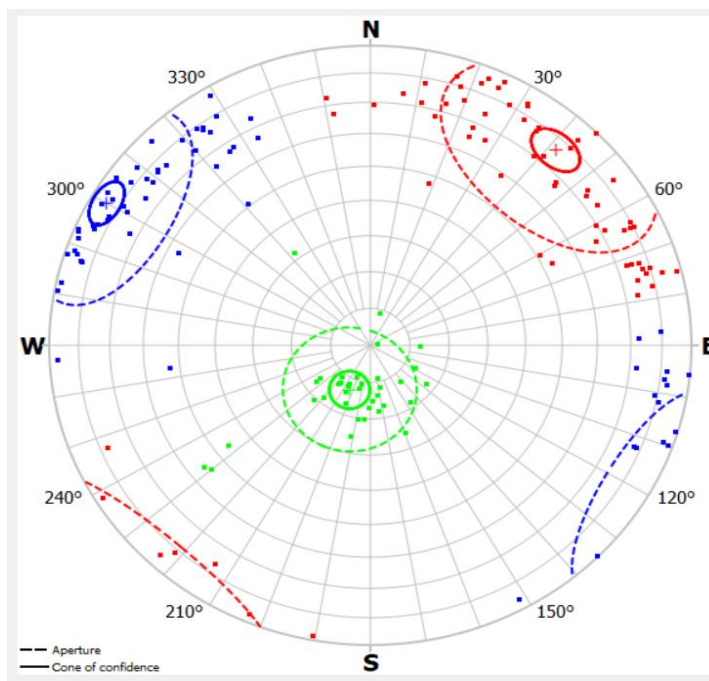 N
330°
30°
300°
60°
W
E
240°
120°
210°
150°
S
Aperture
Cone of confidence